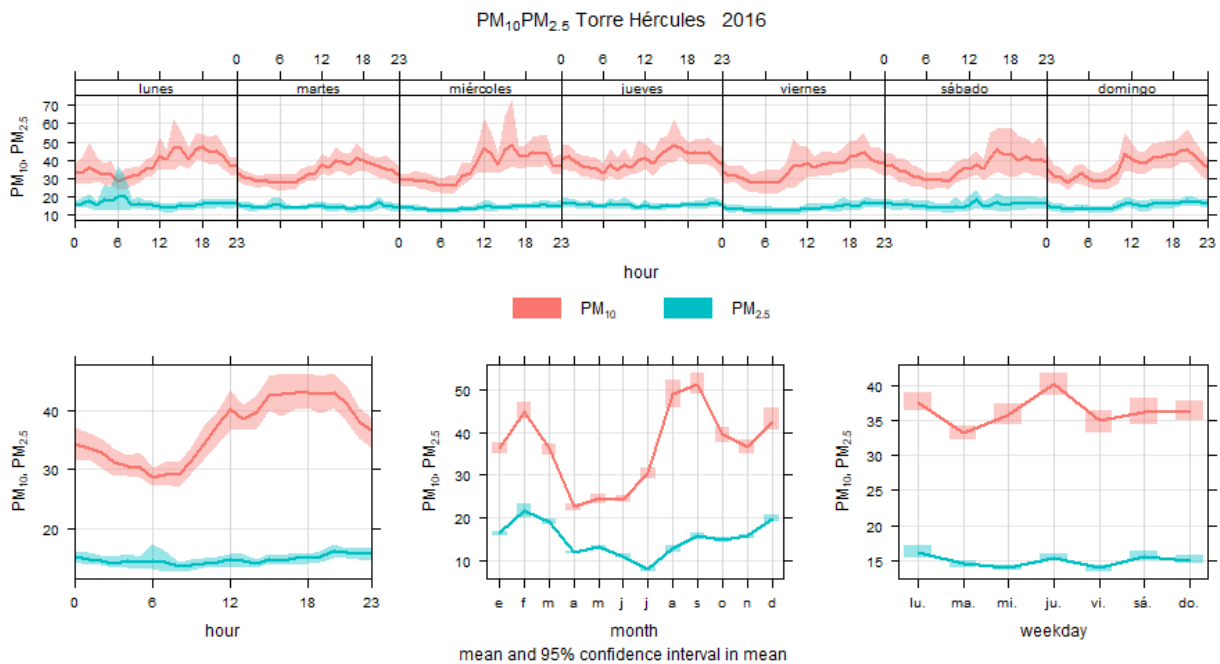 PM₁₀PM₂.₅ Torre Hércules 2016
0 6 12 18 23 0 6 12 18 23 0 6 12 18 23
lunes martes miércoles jueves viernes sábado domingo
70
60
50
40
30
20
10
PM₁₀, PM₂.₅
0 6 12 18 23 0 6 12 18 23 0 6 12 18 23 0 6 12 18 23
hour
PM₁₀ PM₂.₅
40
30
20
PM₁₀, PM₂.₅
0 6 12 18 23
hour
50
40
30
20
10
PM₁₀, PM₂.₅
e f m a m j j a s o n d
month
40
35
30
25
20
15
PM₁₀, PM₂.₅
lu. ma. mi. ju. vi. sá. do.
weekday
mean and 95% confidence interval in mean